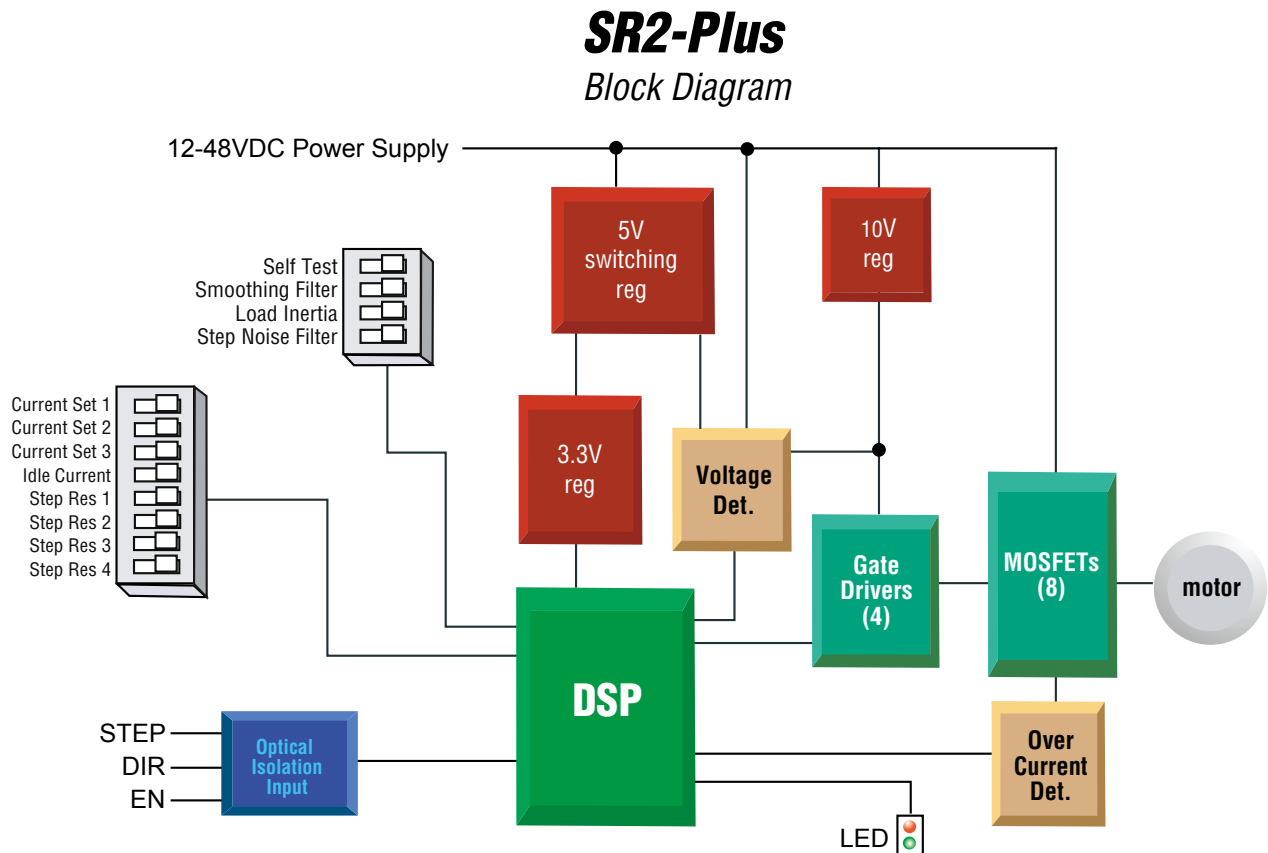 SR2-Plus
Block Diagram
12-48VDC Power Supply
5V
switching
reg
10V
reg
Self Test
Smoothing Filter
Load Inertia
Step Noise Filter
Current Set 1
Current Set 2
Current Set 3
Idle Current
Step Res 1
Step Res 2
Step Res 3
Step Res 4
3.3V
reg
Voltage
Det.
Gate
Drivers
(4)
MOSFETs
(8)
motor
DSP
STEP
DIR
EN
Optical
Isolation
Input
Over
Current
Det.
LED